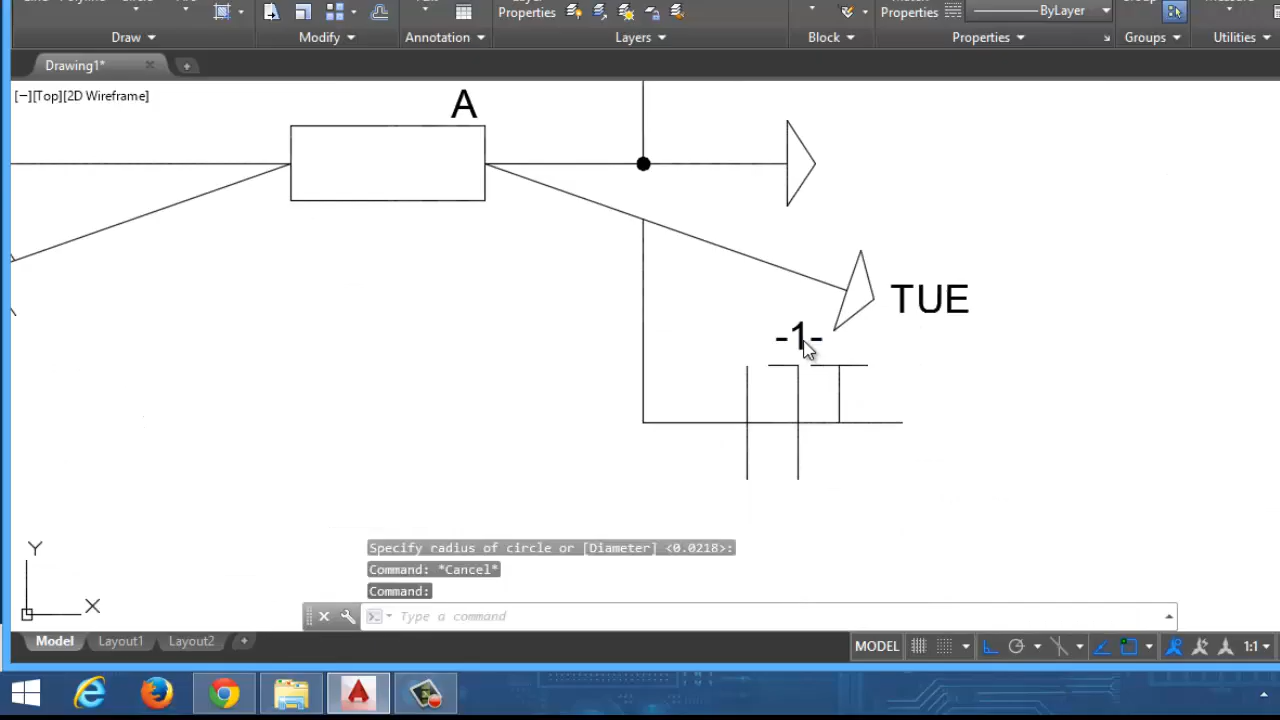 Draw
Modify
Annotation
Properties
Layers
Block
Properties
ByLayer
Properties
Groups
Utilities
Drawing1*
[−][Top][2D Wireframe]
A
TUE
-1-
Y
X
Specify radius of circle or [Diameter] <0.0218>:
Command: *Cancel*
Command:
Type a command
Model
Layout1
Layout2
MODEL
1:1